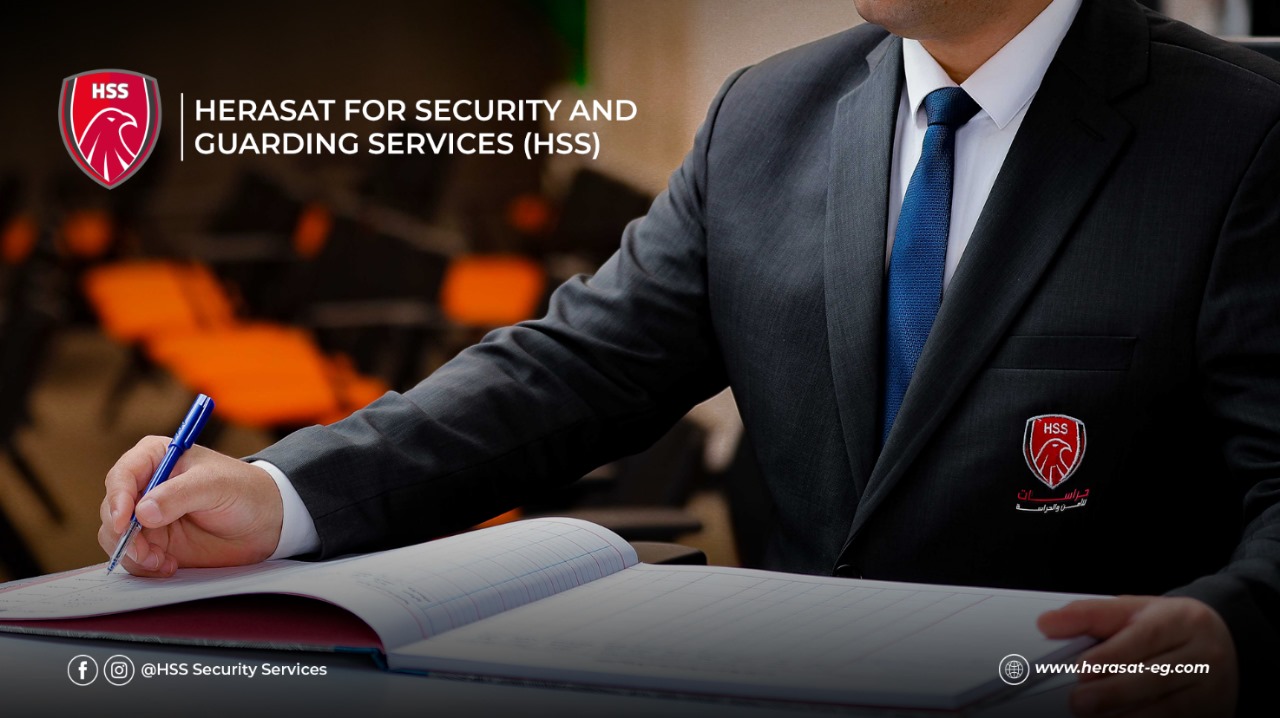 HSS
HERASAT FOR SECURITY AND
GUARDING SERVICES (HSS)
HSS
حراسات
للأمن والحراسة
@HSS Security Services
www.herasat-eg.com